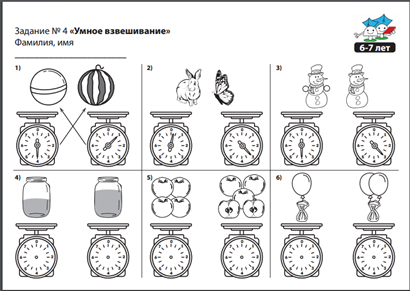 Задание № 4 «Умное взвешивание»
Фамилия, имя
6-7 лет
1)
2)
3)
4)
5)
6)